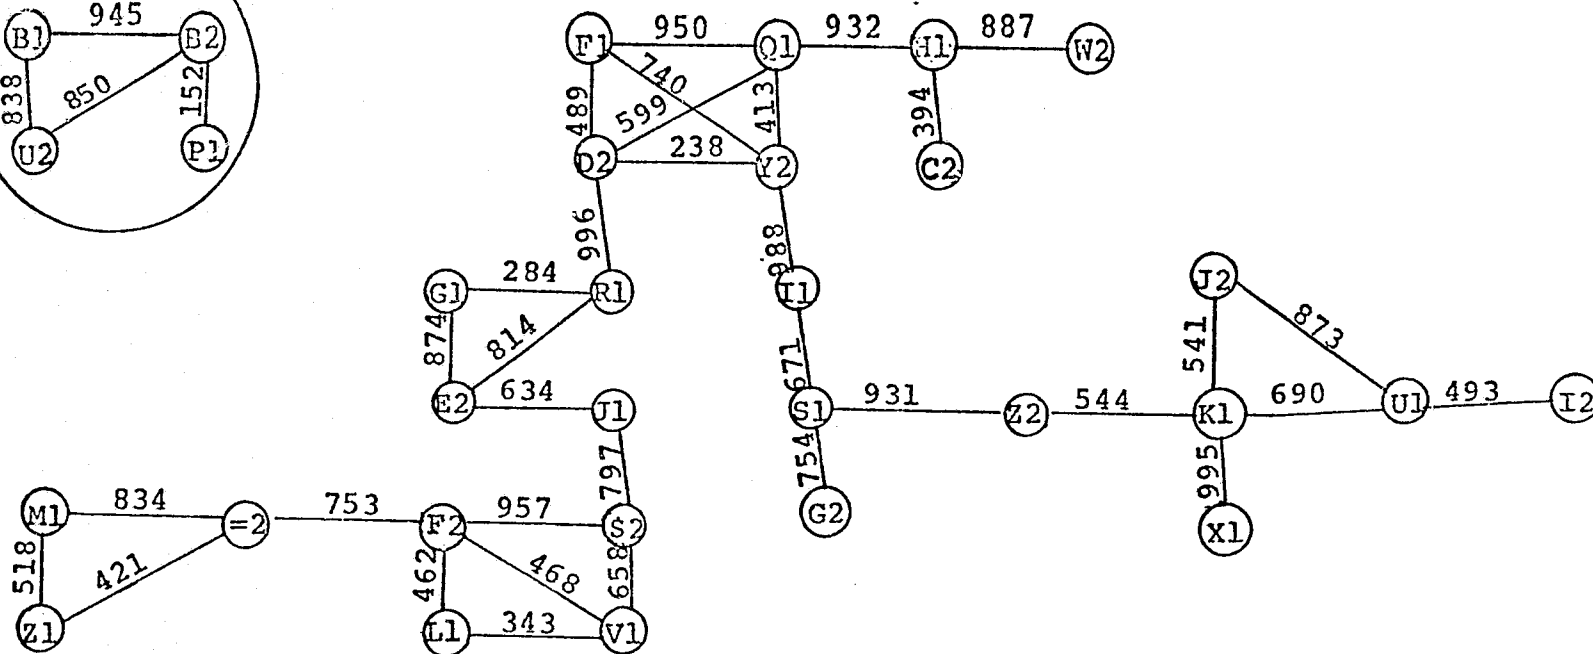 945
B1 B2
838 850 152
U2 P1
950 932 887
F1 Q1 H1 W2
740
489 599 413 394
238
D2 Y2 C2
996 988
284
G1 R1 I1
874 814
671
634
E2 J1
797
931 544 690 493
S1 Z2 K1 U1 I2
J2
541 873
754 995
G2 X1
834 753 957
M1 =2 F2 $2
518 421 462 468 658
343
Z1 L1 V1